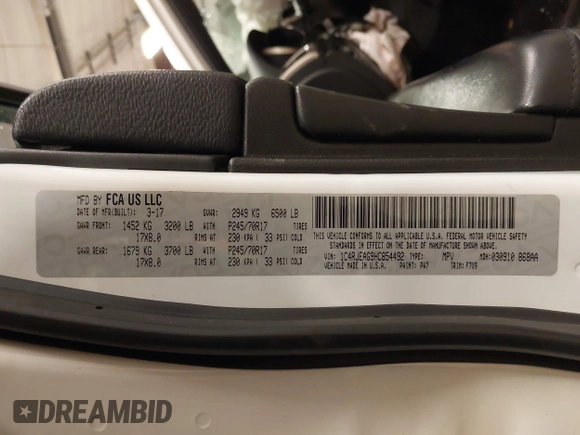 MFD BY FCA US LLC
DATE OF MFR(BUILT): 3-17 GVWR: 2949 KG 6500 LB
GAWR FRONT: 1452 KG 3200 LB WITH P245/70R17 TIRES
17X8.0 RIMS AT 230 KPA ( 33 PSI) COLD
GAWR REAR: 1679 KG 3700 LB WITH P245/70R17 TIRES
17X8.0 RIMS AT 230 KPA ( 33 PSI) COLD
THIS VEHICLE CONFORMS TO ALL APPLICABLE U.S.A. FEDERAL MOTOR VEHICLE SAFETY,
STANDARDS IN EFFECT ON THE DATE OF MANUFACTURE SHOWN ABOVE.
VIN: 1C4RJEAG9HC854492 TYPE: MPV MDH: 030910 868AA
VEHICLE MADE IN U.S.A. PAINT: PW7 TRIM: F7X9
DREAMBID